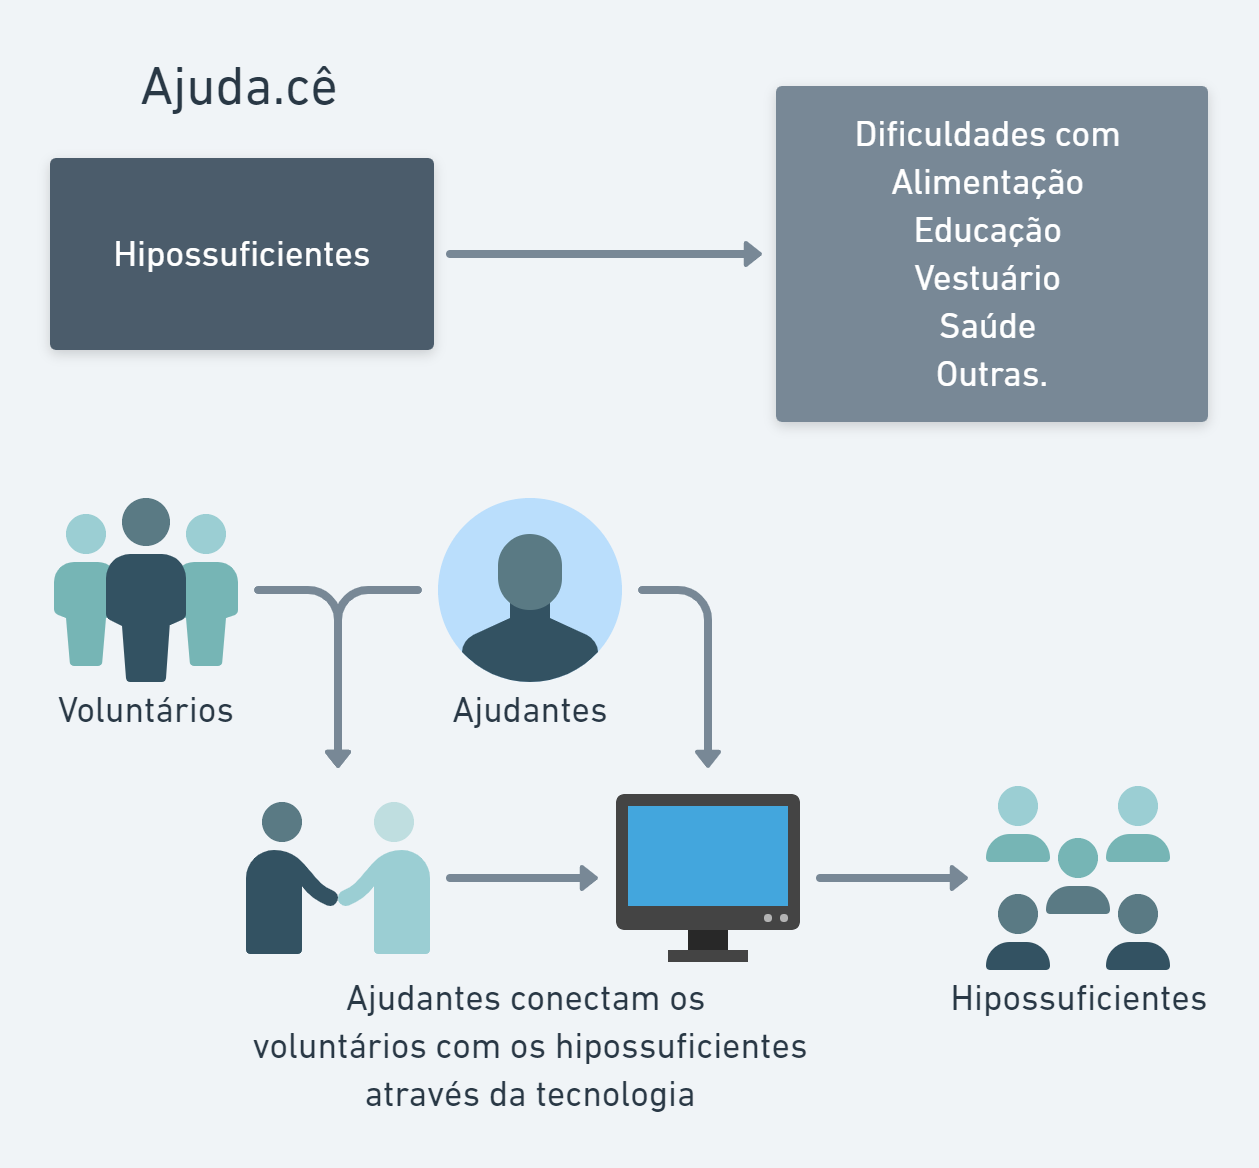 Ajuda.cê
Hipossuficientes
Dificuldades com
Alimentação
Educação
Vestuário
Saúde
Outras.
Voluntários
Ajudantes
Ajudantes conectam os
voluntários com os hipossuficientes
através da tecnologia
Hipossuficientes